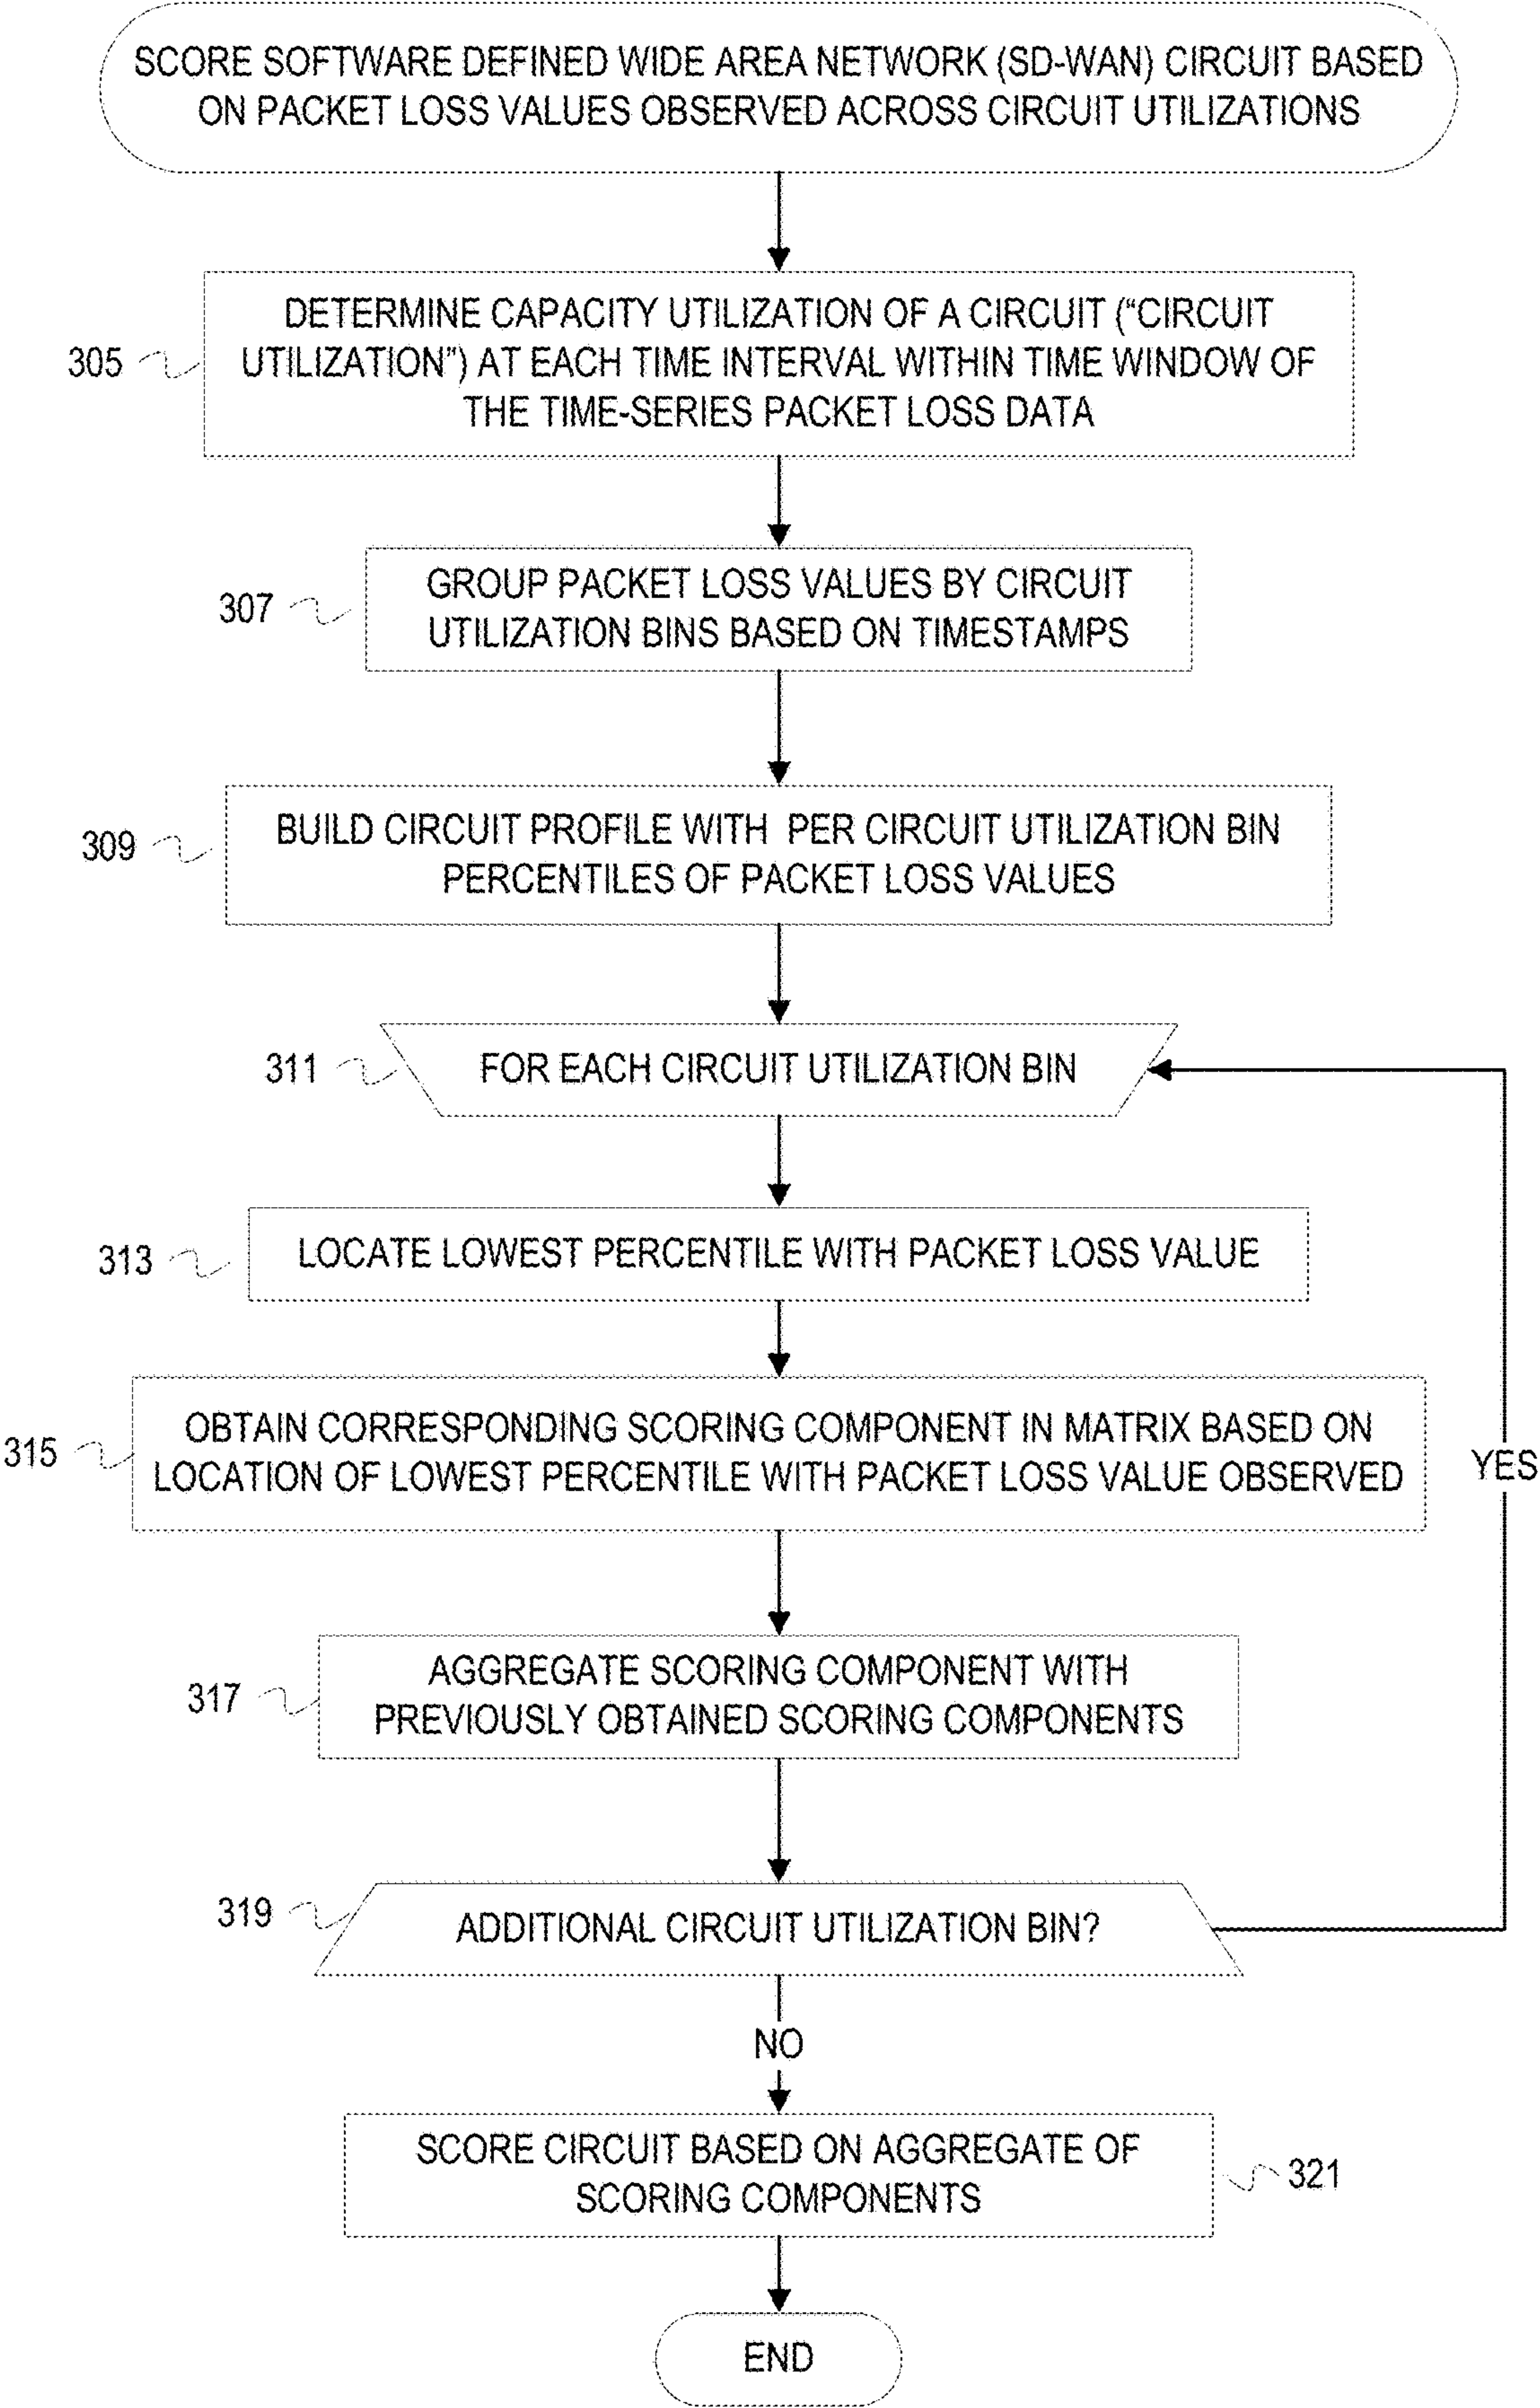 SCORE SOFTWARE DEFINED WIDE AREA NETWORK (SD-WAN) CIRCUIT BASED
ON PACKET LOSS VALUES OBSERVED ACROSS CIRCUIT UTILIZATIONS
305
DETERMINE CAPACITY UTILIZATION OF A CIRCUIT (“CIRCUIT
UTILIZATION”) AT EACH TIME INTERVAL WITHIN TIME WINDOW OF
THE TIME-SERIES PACKET LOSS DATA
307
GROUP PACKET LOSS VALUES BY CIRCUIT
UTILIZATION BINS BASED ON TIMESTAMPS
309
BUILD CIRCUIT PROFILE WITH PER CIRCUIT UTILIZATION BIN
PERCENTILES OF PACKET LOSS VALUES
311
FOR EACH CIRCUIT UTILIZATION BIN
313
LOCATE LOWEST PERCENTILE WITH PACKET LOSS VALUE
315
OBTAIN CORRESPONDING SCORING COMPONENT IN MATRIX BASED ON
LOCATION OF LOWEST PERCENTILE WITH PACKET LOSS VALUE OBSERVED
YES
317
AGGREGATE SCORING COMPONENT WITH
PREVIOUSLY OBTAINED SCORING COMPONENTS
319
ADDITIONAL CIRCUIT UTILIZATION BIN?
NO
SCORE CIRCUIT BASED ON AGGREGATE OF
SCORING COMPONENTS
321
END